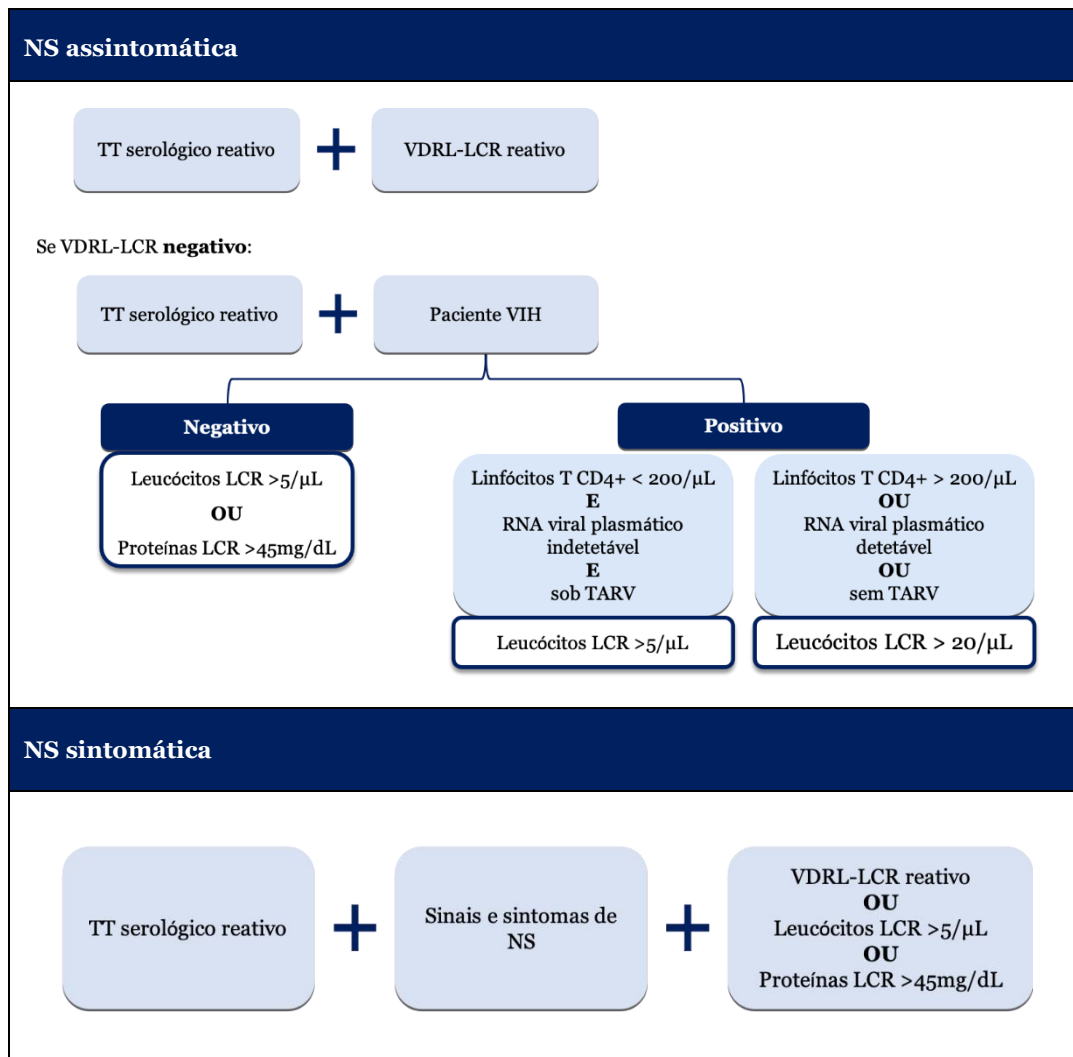 NS assintomática
TT serológico reativo
+
VDRL-LCR reativo
Se VDRL-LCR negativo:
TT serológico reativo
+
Paciente VIH
Negativo
Leucócitos LCR >5/μL
OU
Proteínas LCR >45mg/dL
Positivo
Linfócitos T CD4+ < 200/μL
E
RNA viral plasmático
indetetável
E
sob TARV
Leucócitos LCR >5/μL
Linfócitos T CD4+ > 200/μL
OU
RNA viral plasmático
detetável
OU
sem TARV
Leucócitos LCR > 20/μL
NS sintomática
TT serológico reativo
+
Sinais e sintomas de
NS
+
VDRL-LCR reativo
OU
Leucócitos LCR >5/μL
OU
Proteínas LCR >45mg/dL